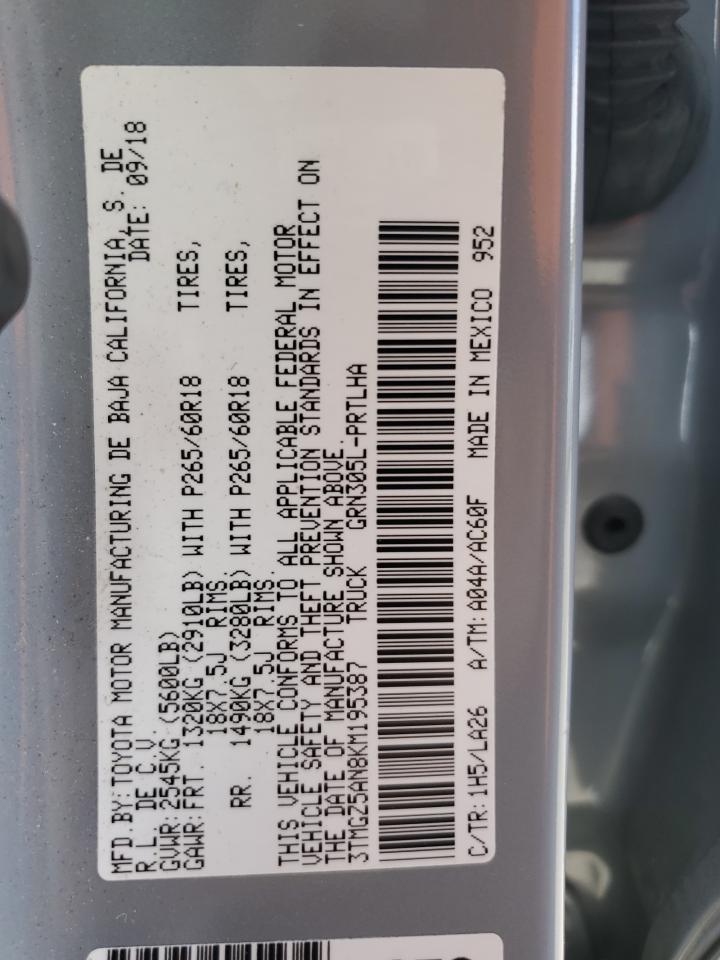 MFD.BY:TOYOTA MOTOR MANUFACTURING DE BAJA CALIFORNIA, S. DE
R.L. DE C.V. DATE: 09/18
GVWR:2545KG (5600LB)
GAWR:FRT. 1320KG (2910LB) WITH P265/60R18 TIRES,
18X7.5J RIMS
RR. 1490KG (3280LB) WITH P265/60R18 TIRES,
18X7.5J RIMS.
THIS VEHICLE CONFORMS TO ALL APPLICABLE FEDERAL MOTOR
VEHICLE SAFETY AND THEFT PREVENTION STANDARDS IN EFFECT ON
THE DATE OF MANUFACTURE SHOWN ABOVE.
3TMGZ5AN8KM195387 TRUCK GRN305L-PRTLHA
C/TR:1H5/LA26 A/TM:A04A/AC60F MADE IN MEXICO 952